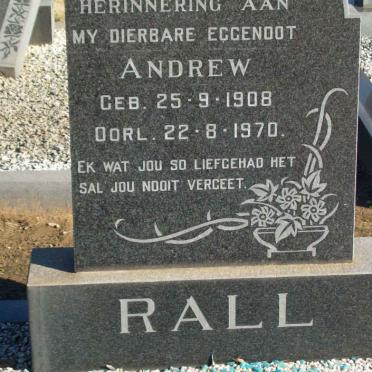 HERINNERING AAN
MY DIERBARE EGGENOOT
ANDREW
GEB. 25·9·1908
OORL. 22·8·1970.
EK WAT JOU SO LIEFGEHAD HET
SAL JOU NOOIT VERGEET.
RALL